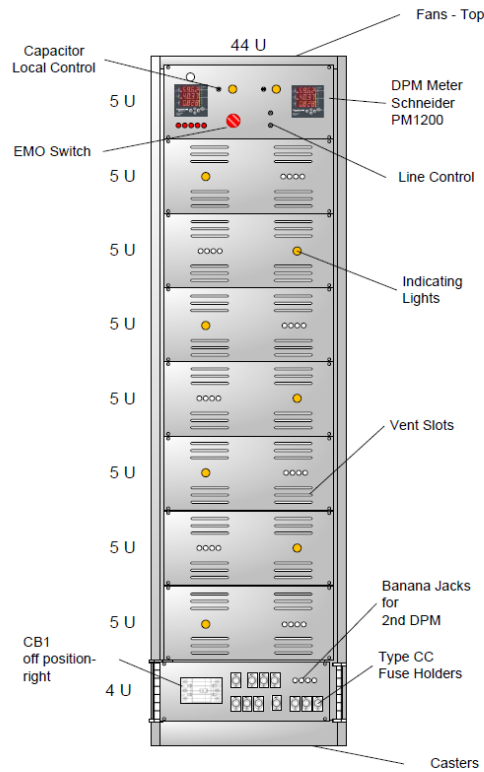 Fans - Top
44 U
Capacitor
Local Control
5 U
DPM Meter
Schneider
PM1200
EMO Switch
Line Control
5 U
5 U
Indicating
Lights
5 U
5 U
Vent Slots
5 U
5 U
Banana Jacks
for
2nd DPM
5 U
CB1
off position-
right
Type CC
Fuse Holders
4 U
Casters